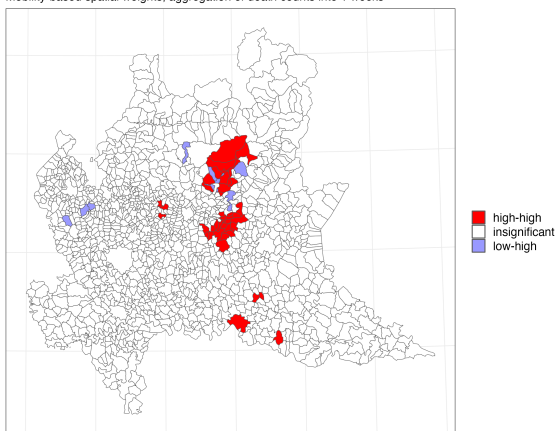 mobility-based spatial weights, aggregation of death counts into 4 weeks
high-high
insignificant
low-high